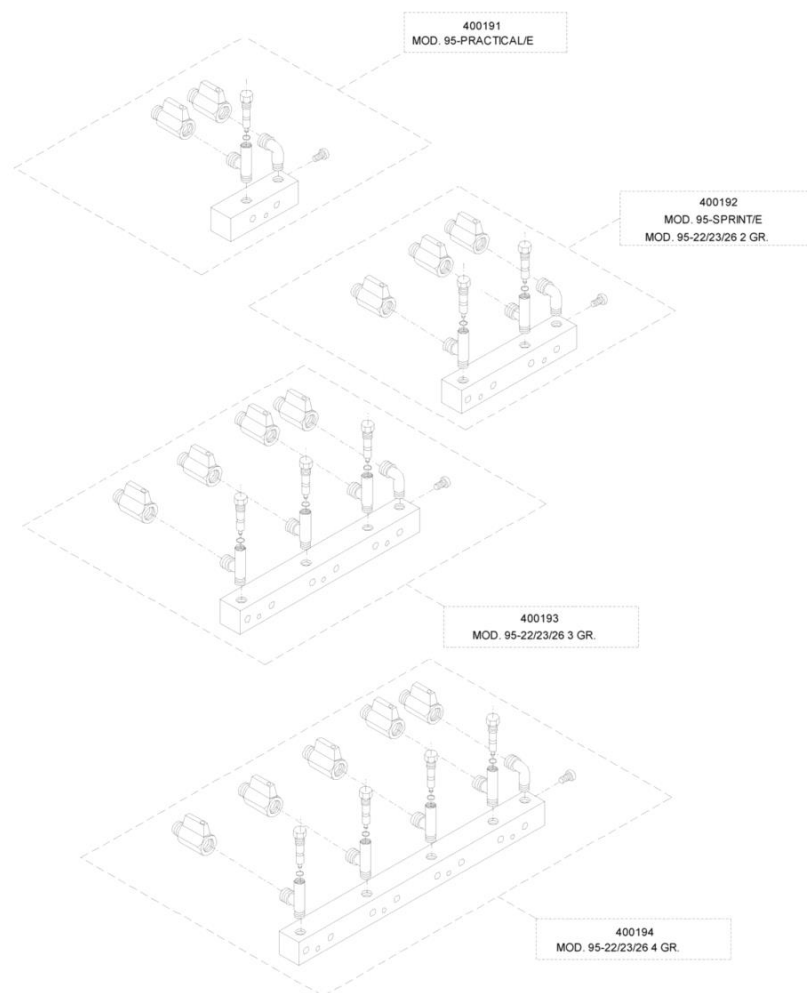 400191
MOD. 95-PRACTICAL/E
400192
MOD. 95-SPRINT/E
MOD. 95-22/23/26 2 GR.
400193
MOD. 95-22/23/26 3 GR.
400194
MOD. 95-22/23/26 4 GR.